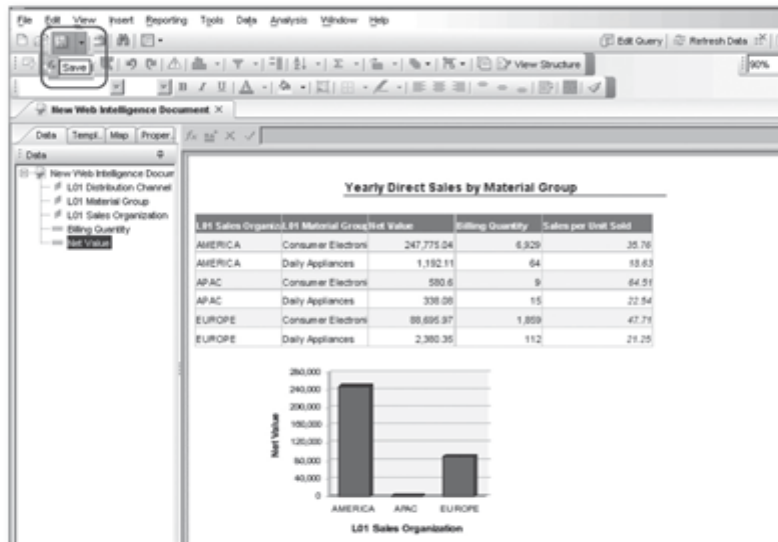 File Edit View Insert Reporting Tools Data Analysis Window Help
Edit Query Refresh Data
Save
View Structure
90%
B I U A
New Web Intelligence Document ×
Data Templ.. Map Proper..
Data
New Web Intelligence Docum
L01 Distribution Channel
L01 Material Group
L01 Sales Organization
Billing Quantity
Net Value
Yearly Direct Sales by Material Group
L01 Sales Organiz L01 Material Group Net Value Billing Quantity Sales per Unit Sold
AMERICA Consumer Electroni 247,775.04 6,929 35.76
AMERICA Daily Appliances 1,192.11 64 18.63
APAC Consumer Electroni 580.6 9 64.51
APAC Daily Appliances 338.08 15 22.54
EUROPE Consumer Electroni 88,695.97 1,859 47.71
EUROPE Daily Appliances 2,380.35 112 21.25
280,000
240,000
200,000
160,000
120,000
80,000
40,000
0
Net Value
AMERICA APAC EUROPE
L01 Sales Organization